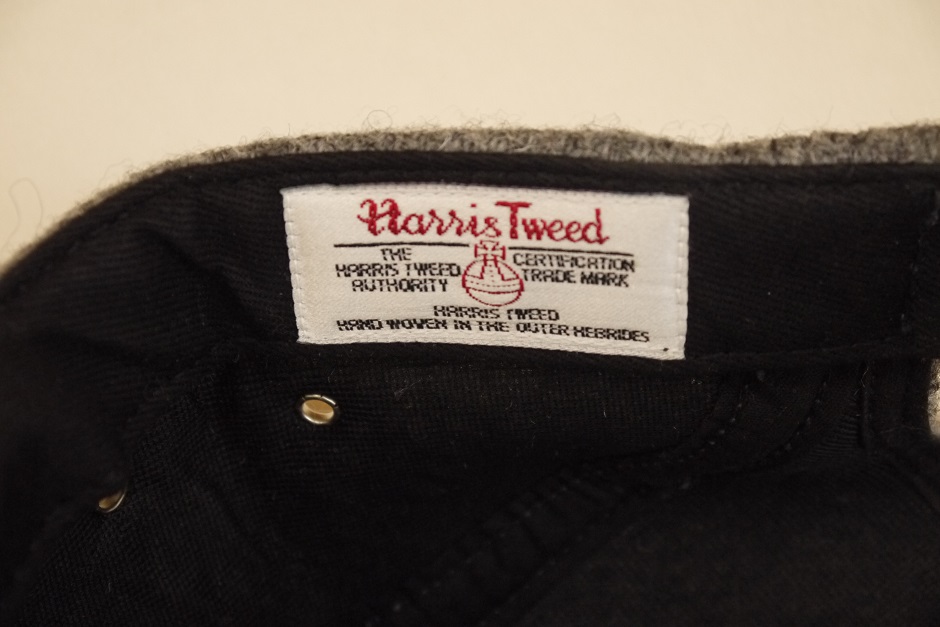 Harris Tweed
THE
HARRIS TWEED
AUTHORITY
CERTIFICATION
TRADE MARK
HARRIS TWEED
HAND WOVEN IN THE OUTER HEBRIDES